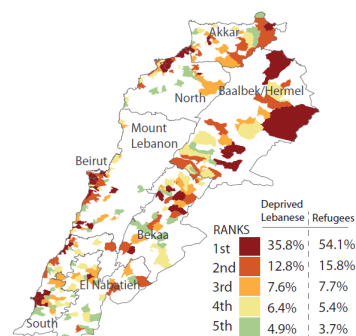 Akkar
North
Baalbek/Hermel
Mount
Lebanon
Beirut
Bekaa
El Nabatieh
South
Deprived
Lebanese Refugees
RANKS
1st 35.8% 54.1%
2nd 12.8% 15.8%
3rd 7.6% 7.7%
4th 6.4% 5.4%
5th 4.9% 3.7%